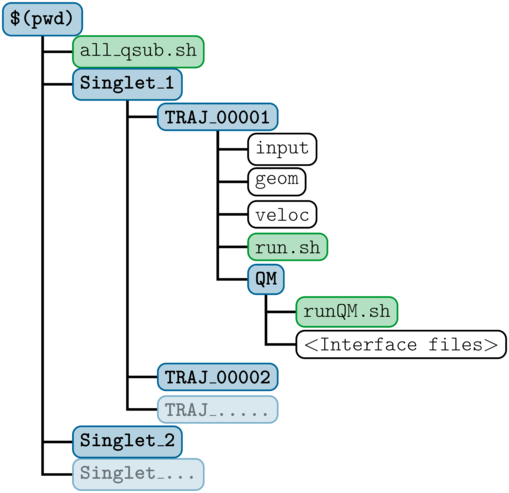 $(pwd)
all_qsub.sh
Singlet_1
TRAJ_00001
input
geom
veloc
run.sh
QM
runQM.sh
<Interface files>
TRAJ_00002
TRAJ_.....
Singlet_2
Singlet_...